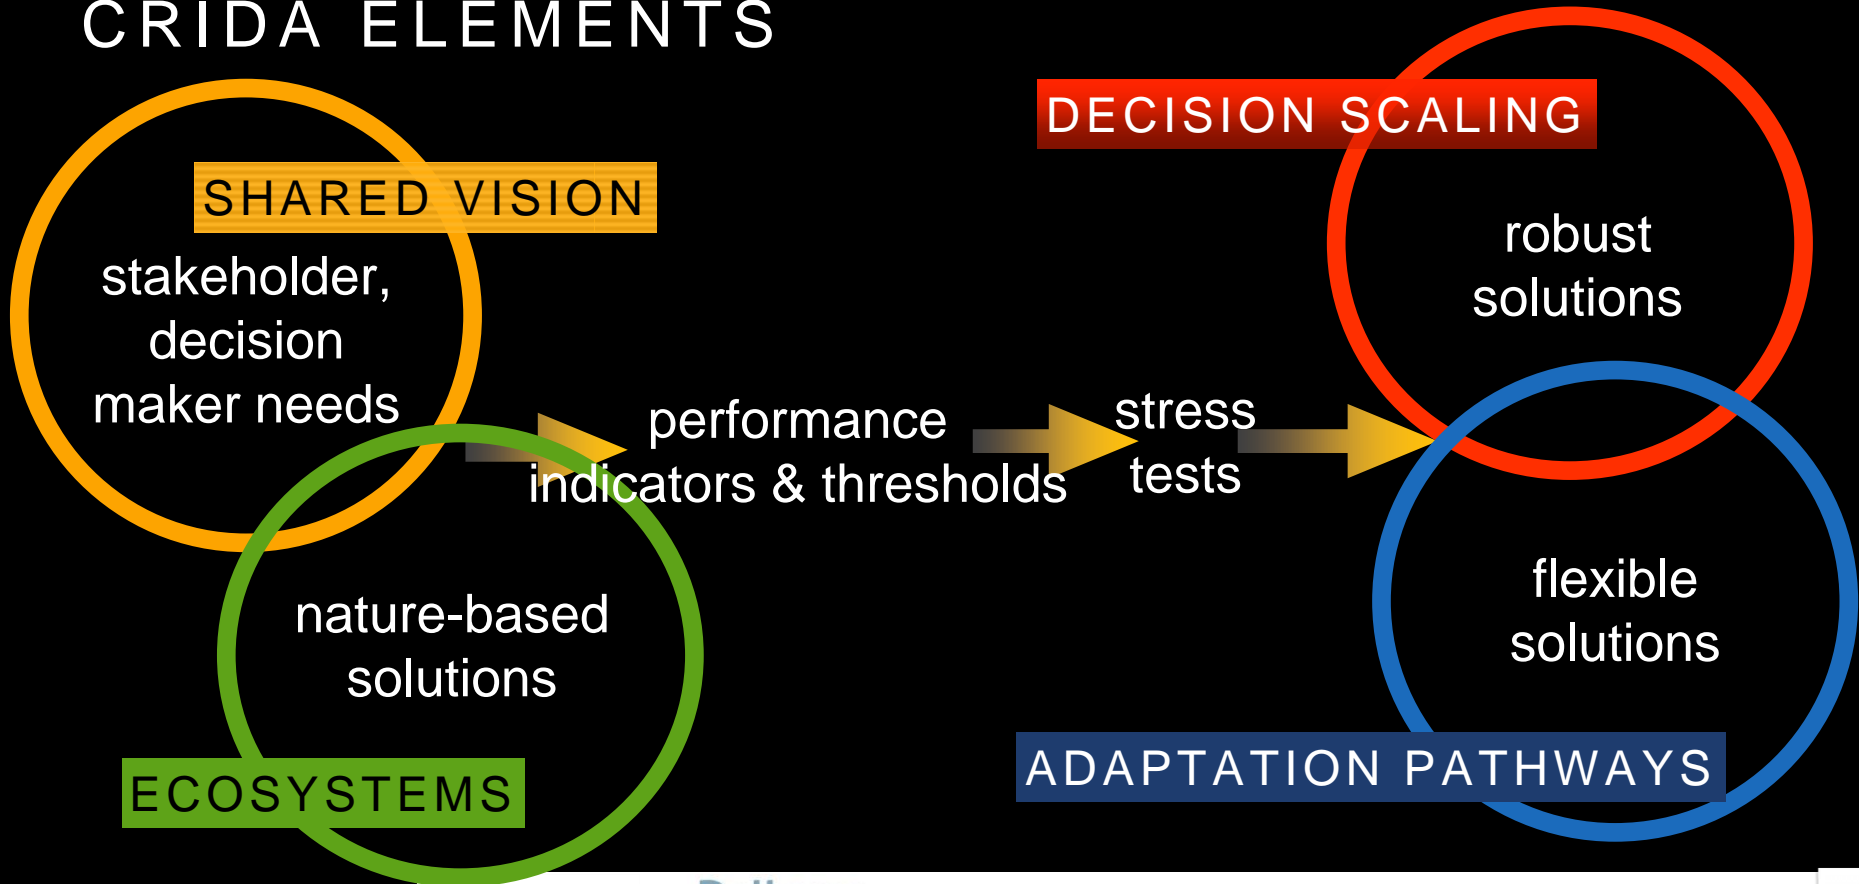 CRIDA ELEMENTS
SHARED VISION
stakeholder,
decision
maker needs
nature-based
solutions
ECOSYSTEMS
performance
indicators & thresholds
stress
tests
DECISION SCALING
robust
solutions
flexible
solutions
ADAPTATION PATHWAYS